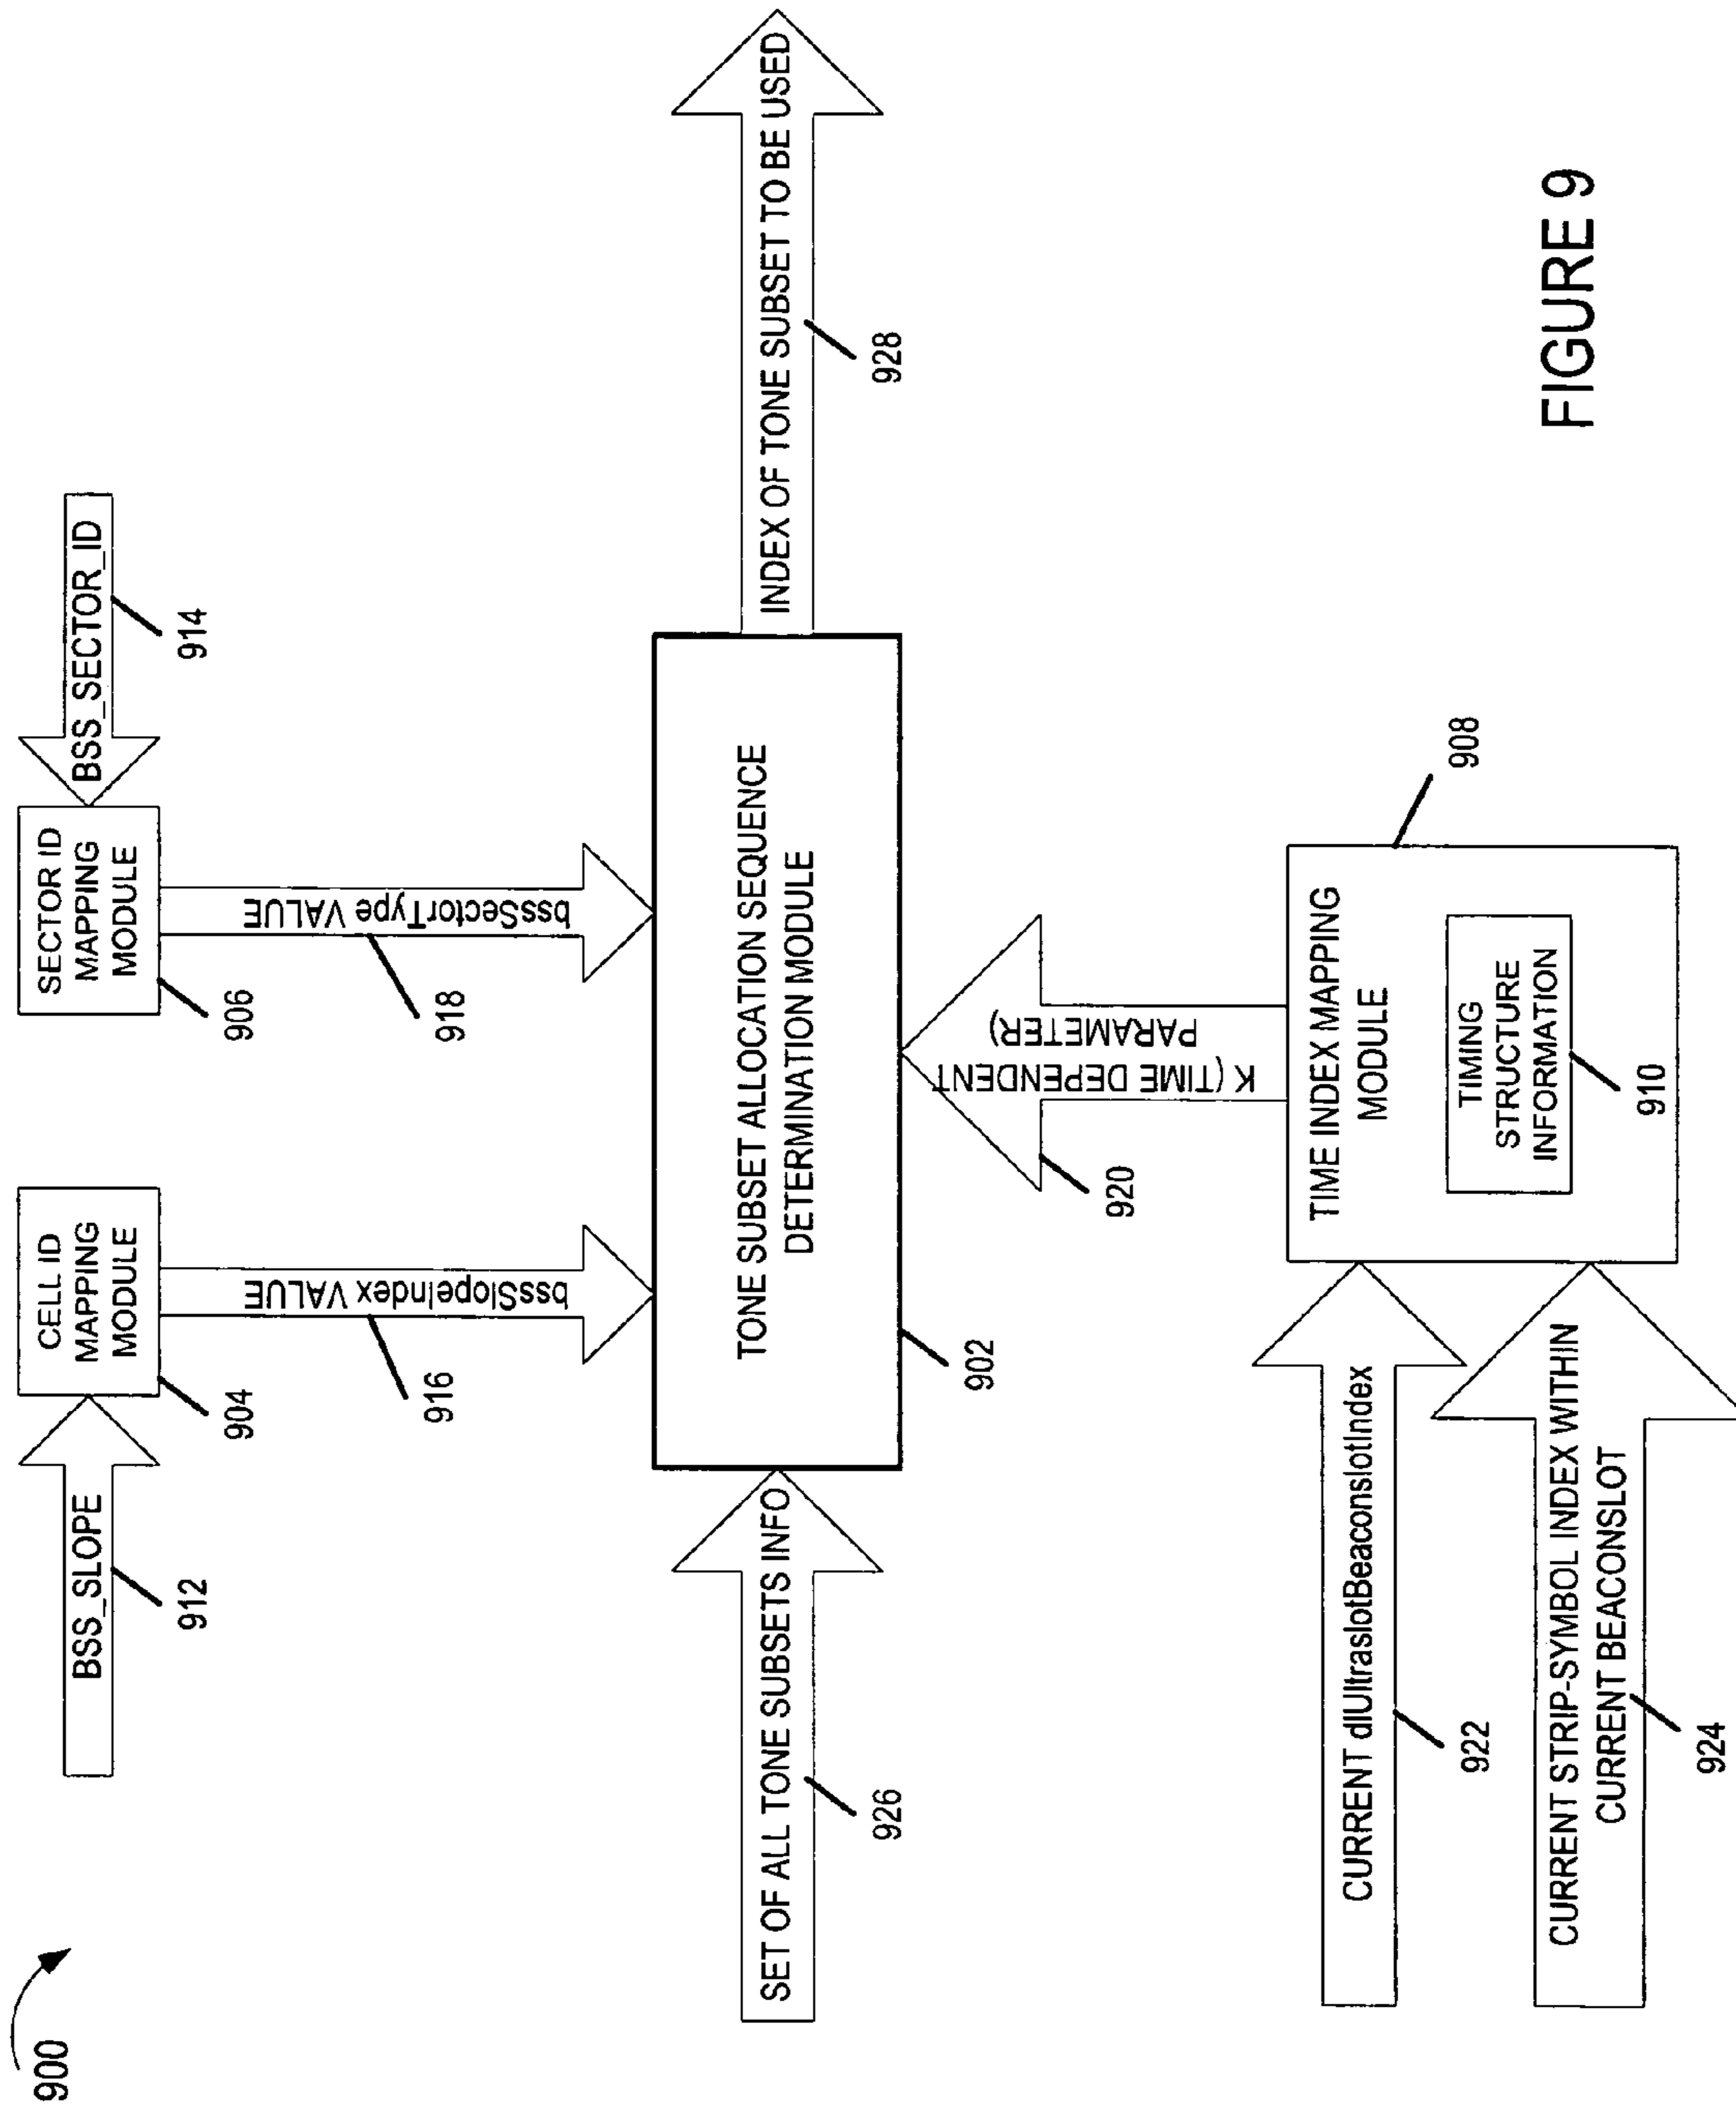 900
BSS_SLOPE
912
CELL ID
MAPPING
MODULE
904
SECTOR ID
MAPPING
MODULE
906
BSS_SECTOR_ID
914
bssSlopeIndex VALUE
916
bssSectorType VALUE
918
SET OF ALL TONE SUBSETS INFO
926
TONE SUBSET ALLOCATION SEQUENCE
DETERMINATION MODULE
902
INDEX OF TONE SUBSET TO BE USED
928
K (TIME DEPENDENT
PARAMETER)
920
CURRENT dlUltraslotBeaconslotIndex
922
CURRENT STRIP-SYMBOL INDEX WITHIN
CURRENT BEACONSLOT
924
TIME INDEX MAPPING
MODULE
908
TIMING
STRUCTURE
INFORMATION
910
FIGURE 9